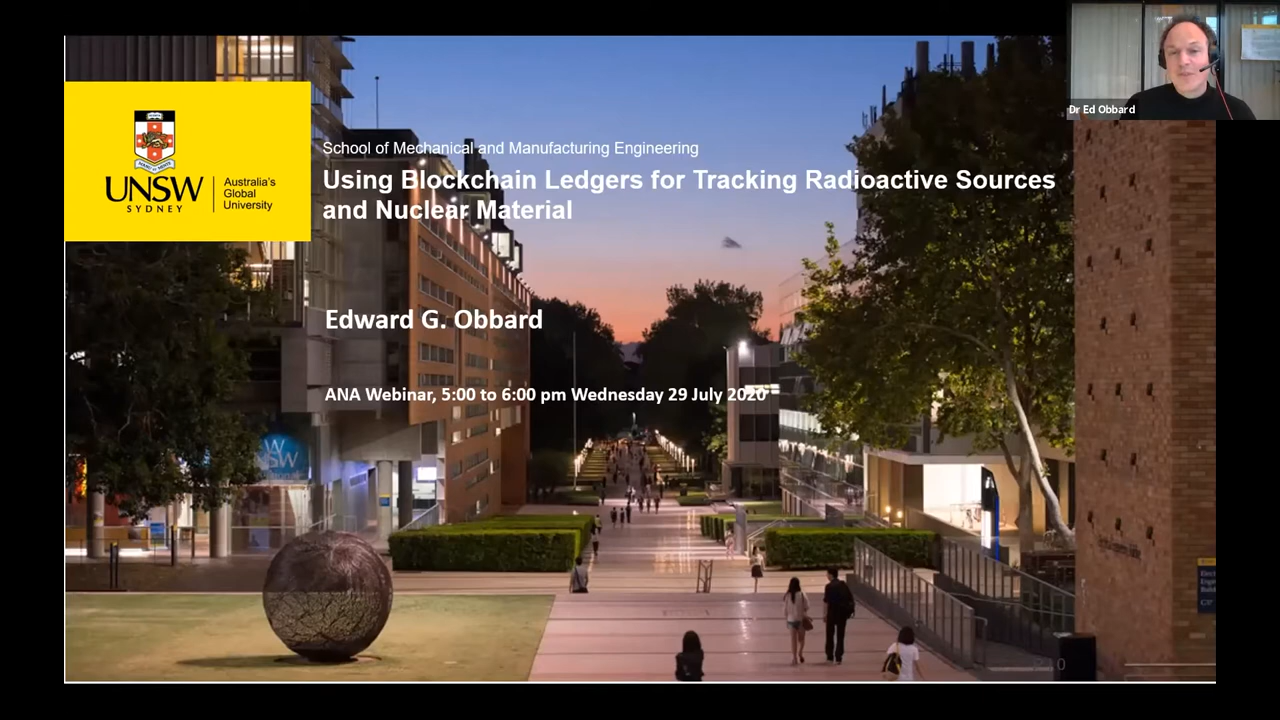 Dr Ed Obbard
UNSW
SYDNEY
Australia's
Global
University
School of Mechanical and Manufacturing Engineering
Using Blockchain Ledgers for Tracking Radioactive Sources
and Nuclear Material
Edward G. Obbard
ANA Webinar, 5:00 to 6:00 pm Wednesday 29 July 2020